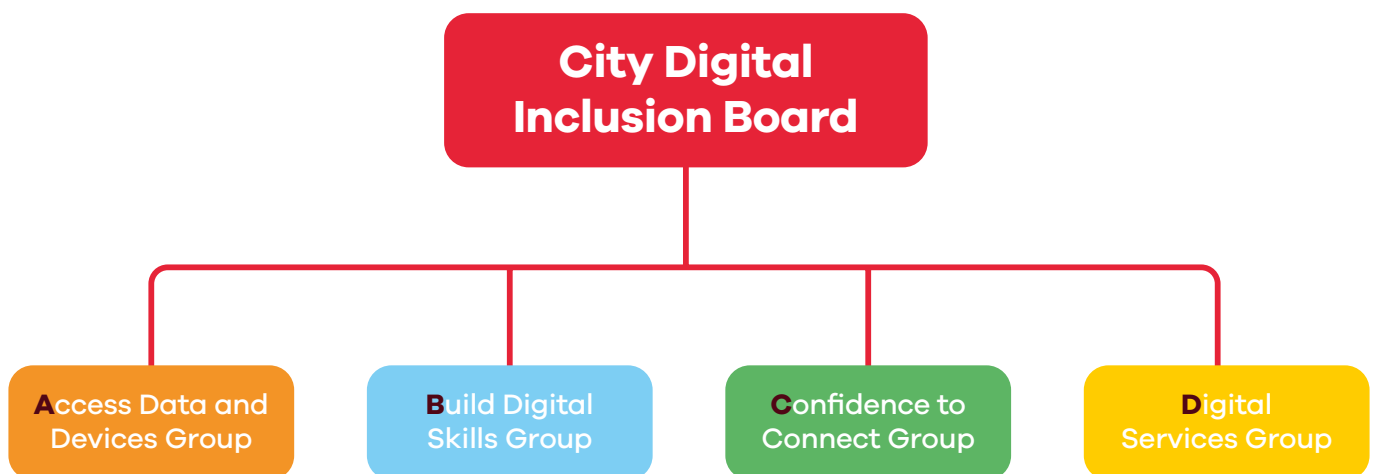 City Digital
Inclusion Board
Access Data and
Devices Group
Build Digital
Skills Group
Confidence to
Connect Group
Digital
Services Group